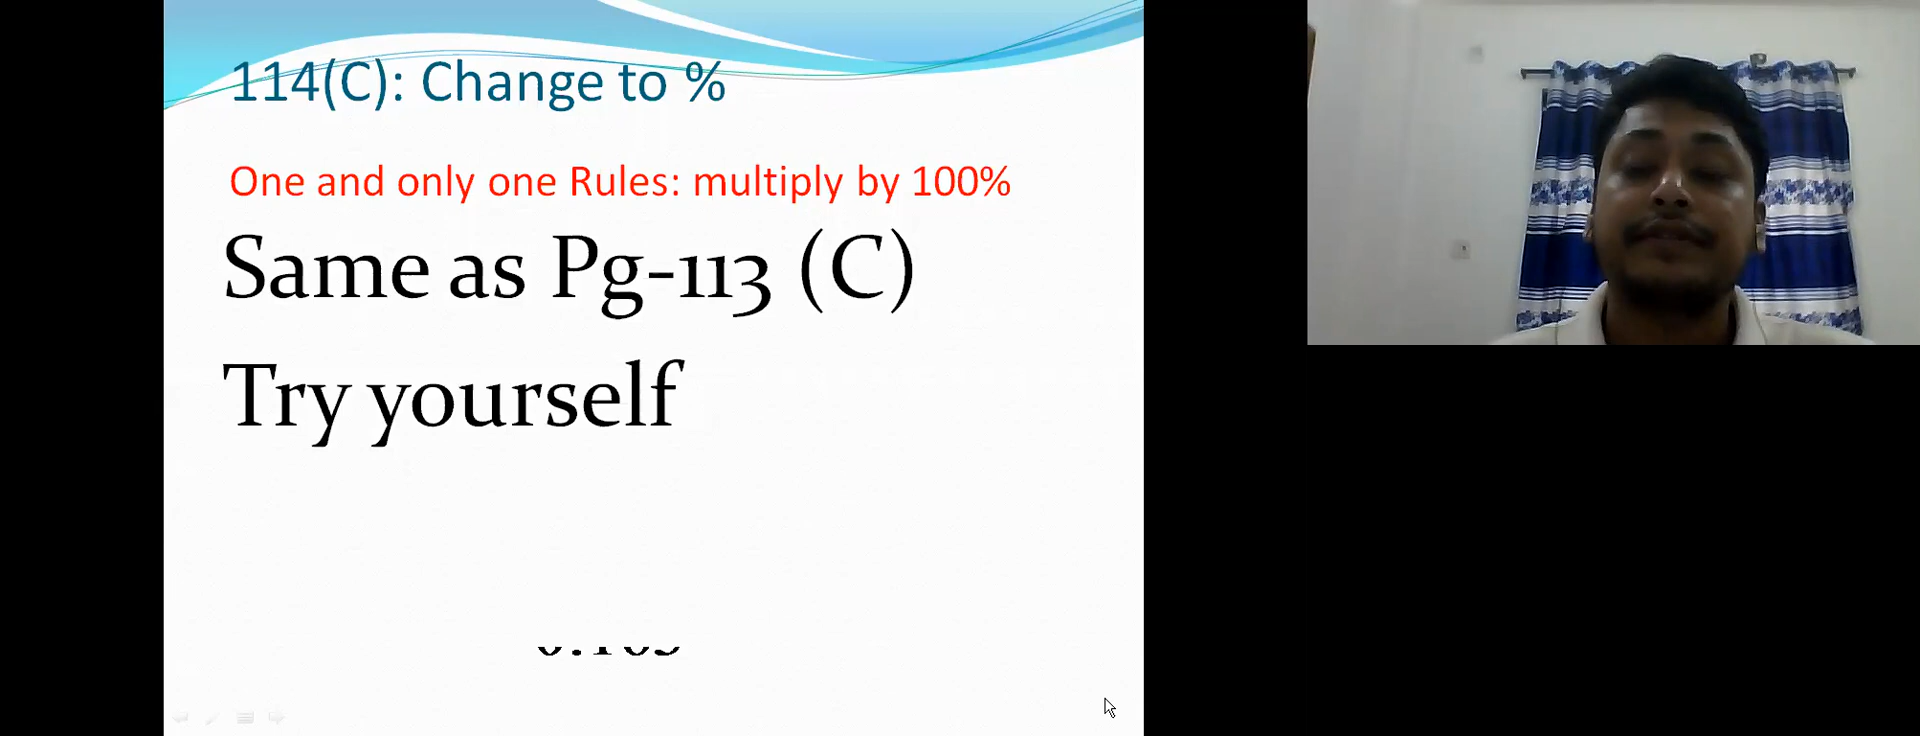 114(C): Change to %
One and only one Rules: multiply by 100%
Same as Pg-113 (C)
Try yourself